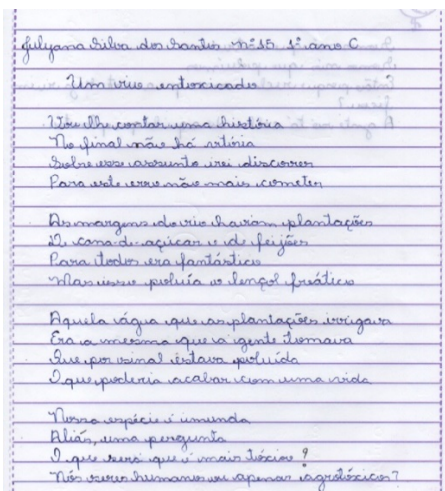 Julyana Silva dos Santos nº15 1º ano C
Um rio entoxicado
Vou lhe contar uma história
No final não há vitória
Sobre esse assunto irei discorrer
Para este erro não mais cometer
As margens do rio haviam plantações
De cana-de-açúcar e de feijões
Para todos era fantástico
Mas isso poluía o lençol freático
Aquela água que as plantações irrigava
Era a mesma que a gente tomava
Que por sinal estava poluída
O que poderia acabar com uma vida
Nossa espécie é imunda
Aliás, uma pergunta
O que será que é mais tóxico?
Nós seres humanos ou apenas agrotóxicos?